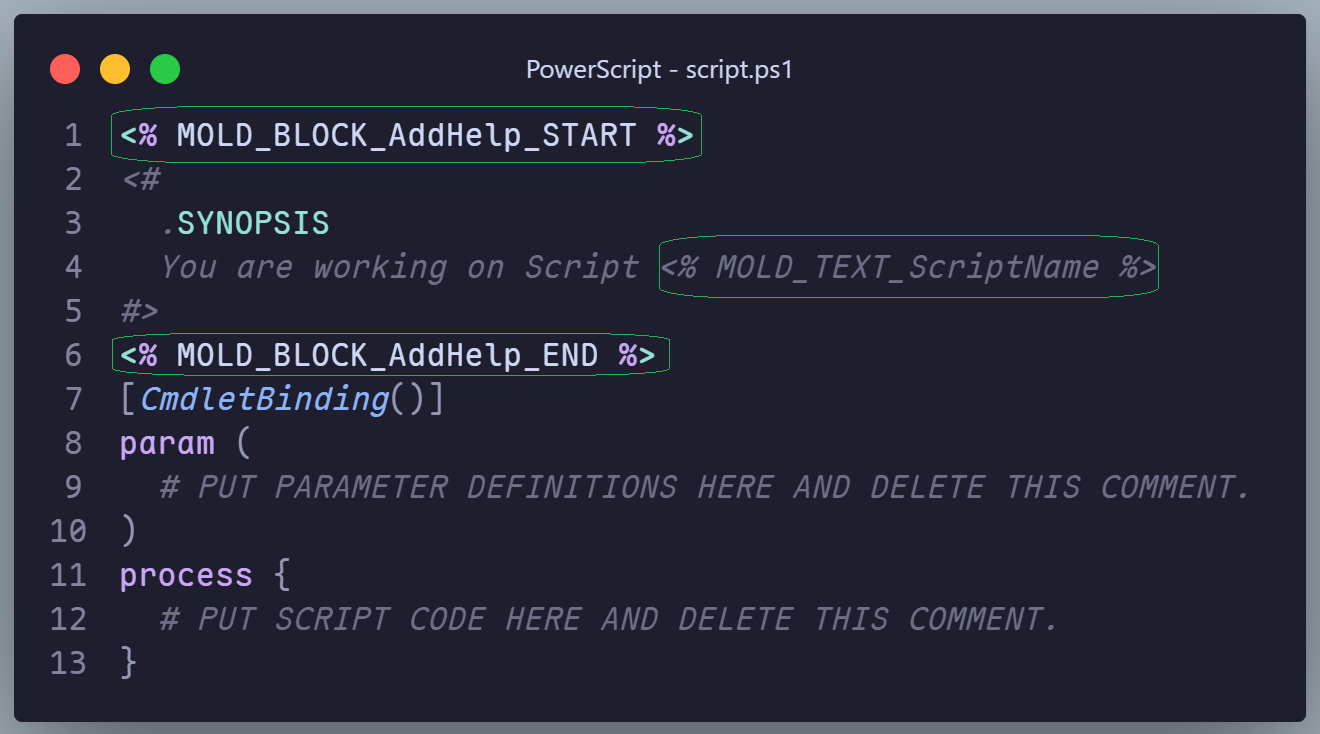 PowerScript - script.ps1
1 <% MOLD_BLOCK_AddHelp_START %>
2 <#
3   .SYNOPSIS
4   You are working on Script <% MOLD_TEXT_ScriptName %>
5 #>
6 <% MOLD_BLOCK_AddHelp_END %>
7 [CmdletBinding()]
8 param (
9   # PUT PARAMETER DEFINITIONS HERE AND DELETE THIS COMMENT.
10 )
11 process {
12   # PUT SCRIPT CODE HERE AND DELETE THIS COMMENT.
13 }